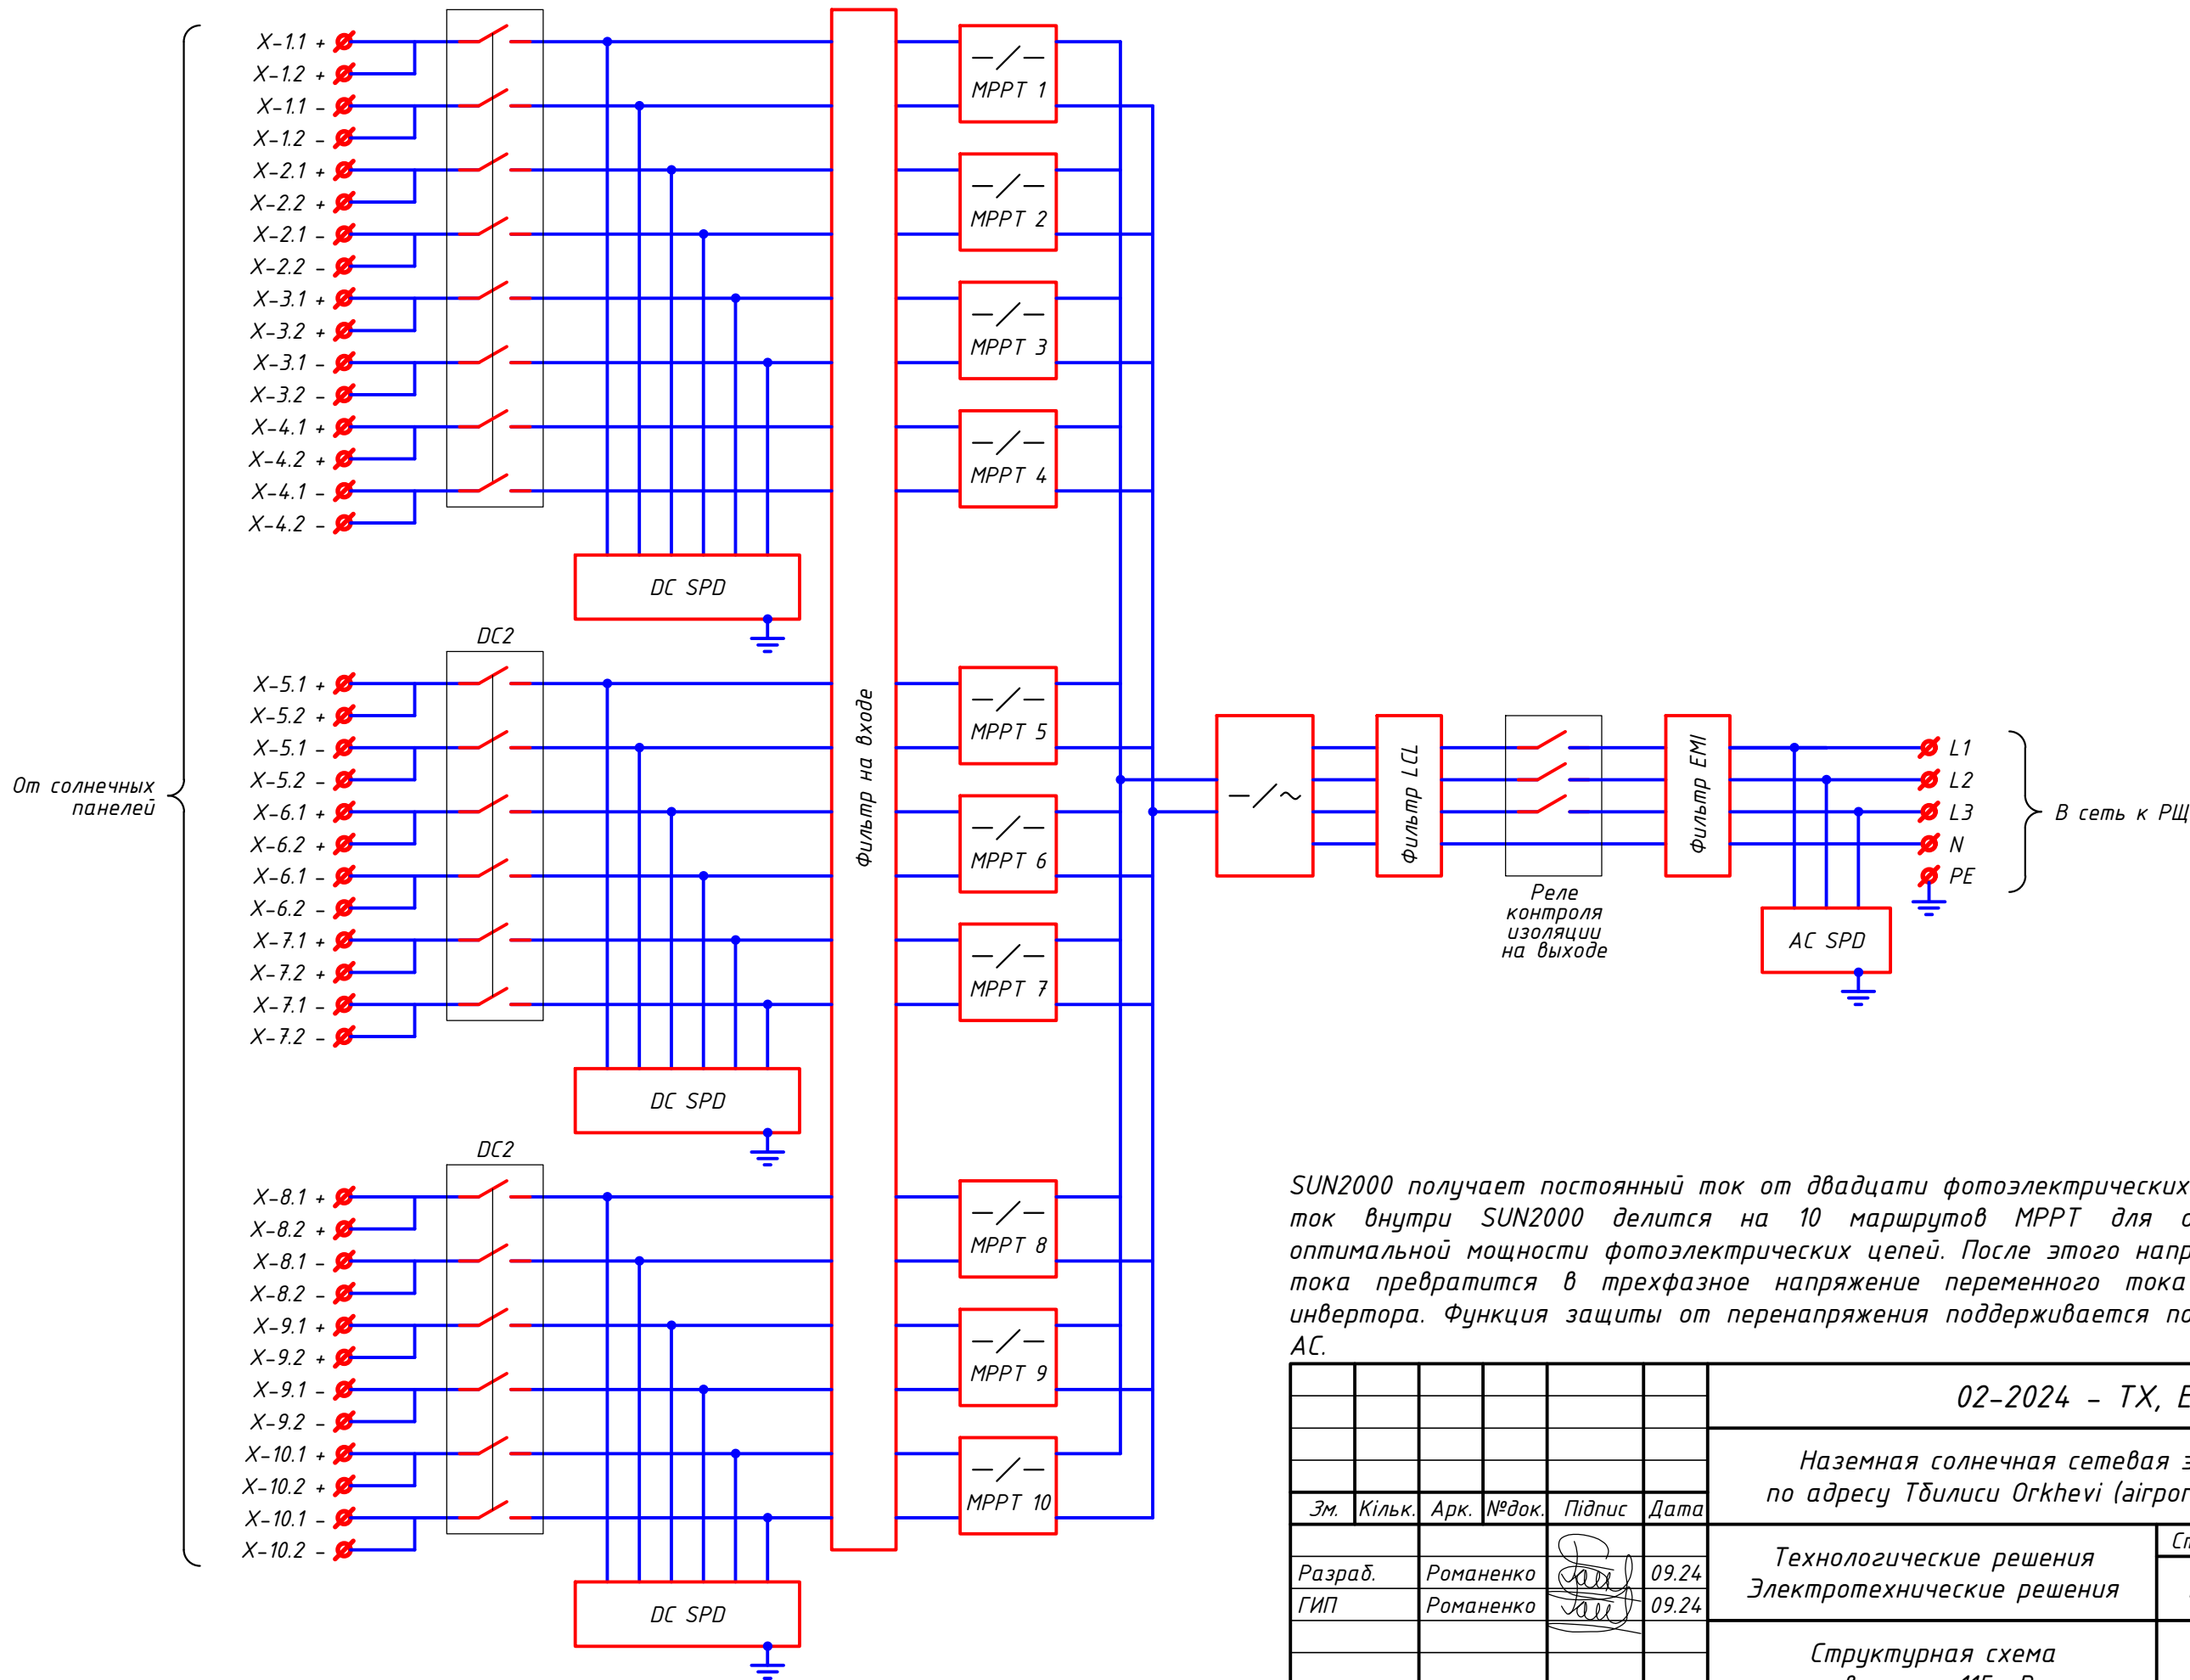 X-1.1 +
X-1.2 +
X-1.1 -
X-1.2 -
X-2.1 +
X-2.2 +
X-2.1 -
X-2.2 -
X-3.1 +
X-3.2 +
X-3.1 -
X-3.2 -
X-4.1 +
X-4.2 +
X-4.1 -
X-4.2 -
DC SPD
DC2
X-5.1 +
X-5.2 +
X-5.1 -
X-5.2 -
X-6.1 +
X-6.2 +
X-6.1 -
X-6.2 -
X-7.1 +
X-7.2 +
X-7.1 -
X-7.2 -
DC SPD
DC2
X-8.1 +
X-8.2 +
X-8.1 -
X-8.2 -
X-9.1 +
X-9.2 +
X-9.1 -
X-9.2 -
X-10.1 +
X-10.2 +
X-10.1 -
X-10.2 -
DC SPD
От солнечных
панелей
Фильтр на входе
MPPT 1
MPPT 2
MPPT 3
MPPT 4
MPPT 5
MPPT 6
MPPT 7
MPPT 8
MPPT 9
MPPT 10
Фильтр LCL
Реле
контроля
изоляции
на выходе
Фильтр EMI
AC SPD
L1
L2
L3
N
PE
В сеть к РЩ
SUN2000 получает постоянный ток от двадцати фотоэлектрических
ток внутри SUN2000 делится на 10 маршрутов MPPT для
оптимальной мощности фотоэлектрических цепей. После этого
тока превратится в трехфазное напряжение переменного тока
инвертора. Функция защиты от перенапряжения поддерживается
AC.
02-2024 - ТХ,
Наземная солнечная сетевая
по адресу Тбилиси Orkhevi
Зм. Кільк. Арк. №док. Підпис Дата
Разраб. Романенко 09.24
ГИП Романенко 09.24
Технологические решения
Электротехнические решения
Структурная схема